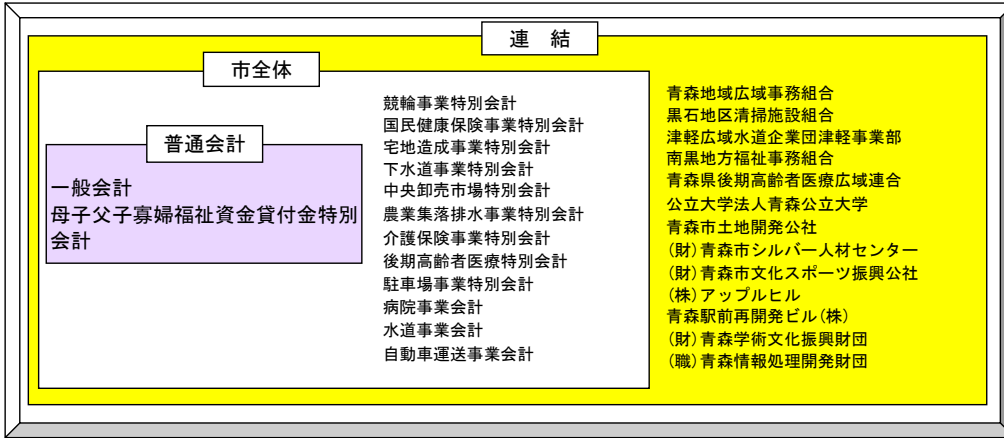 連　結
市全体
普通会計
一般会計
母子父子寡婦福祉資金貸付金特別
会計
競輪事業特別会計
国民健康保険事業特別会計
宅地造成事業特別会計
下水道事業特別会計
中央卸売市場特別会計
農業集落排水事業特別会計
介護保険事業特別会計
後期高齢者医療特別会計
駐車場事業特別会計
病院事業会計
水道事業会計
自動車運送事業会計
青森地域広域事務組合
黒石地区清掃施設組合
津軽広域水道企業団津軽事業部
南黒地方福祉事務組合
青森県後期高齢者医療広域連合
公立大学法人青森公立大学
青森市土地開発公社
(財)青森市シルバー人材センター
(財)青森市文化スポーツ振興公社
(株)アップルヒル
青森駅前再開発ビル(株)
(財)青森学術文化振興財団
(職)青森情報処理開発財団